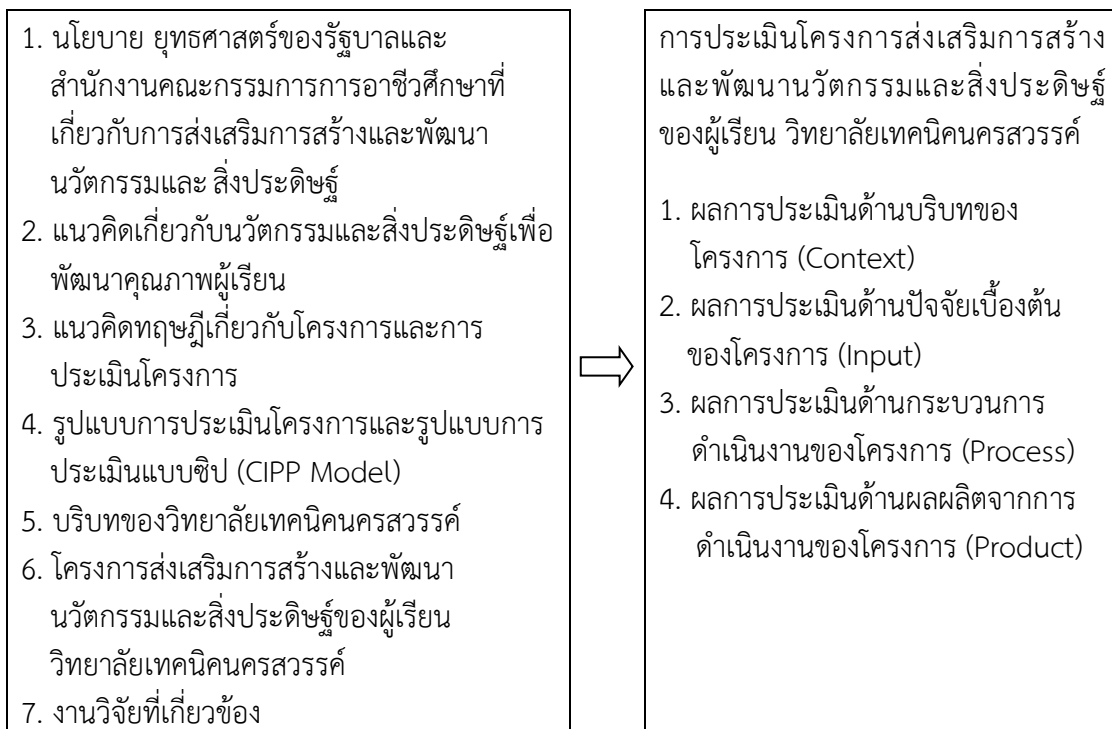 1. นโยบาย ยุทธศาสตร์ของรัฐบาลและ
สำนักงานคณะกรรมการการอาชีวศึกษาที่
เกี่ยวกับการส่งเสริมการสร้างและพัฒนา
นวัตกรรมและ สิ่งประดิษฐ์
2. แนวคิดเกี่ยวกับนวัตกรรมและสิ่งประดิษฐ์เพื่อ
พัฒนาคุณภาพผู้เรียน
3. แนวคิดทฤษฎีเกี่ยวกับโครงการและการ
ประเมินโครงการ
4. รูปแบบการประเมินโครงการและรูปแบบการ
ประเมินแบบซิป (CIPP Model)
5. บริบทของวิทยาลัยเทคนิคนครสวรรค์
6. โครงการส่งเสริมการสร้างและพัฒนา
นวัตกรรมและสิ่งประดิษฐ์ของผู้เรียน
วิทยาลัยเทคนิคนครสวรรค์
7. งานวิจัยที่เกี่ยวข้อง
การประเมินโครงการส่งเสริมการสร้าง
และพัฒนานวัตกรรมและสิ่งประดิษฐ์
ของผู้เรียน วิทยาลัยเทคนิคนครสวรรค์
1. ผลการประเมินด้านบริบทของ
โครงการ (Context)
2. ผลการประเมินด้านปัจจัยเบื้องต้น
ของโครงการ (Input)
3. ผลการประเมินด้านกระบวนการ
ดำเนินงานของโครงการ (Process)
4. ผลการประเมินด้านผลผลิตจากการ
ดำเนินงานของโครงการ (Product)